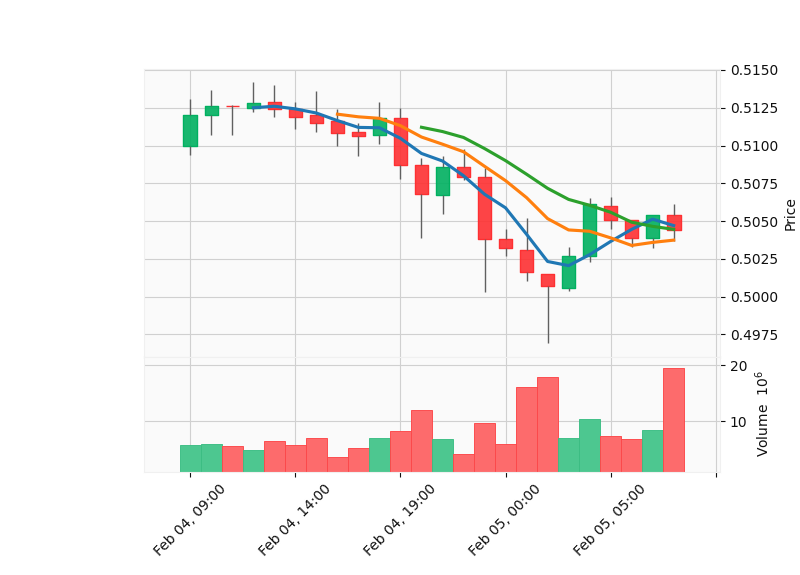 0.5150
0.5125
0.5100
0.5075
0.5050
0.5025
0.5000
0.4975
Price
20
10
Volume 10^6
Feb 04, 09:00
Feb 04, 14:00
Feb 04, 19:00
Feb 05, 00:00
Feb 05, 05:00